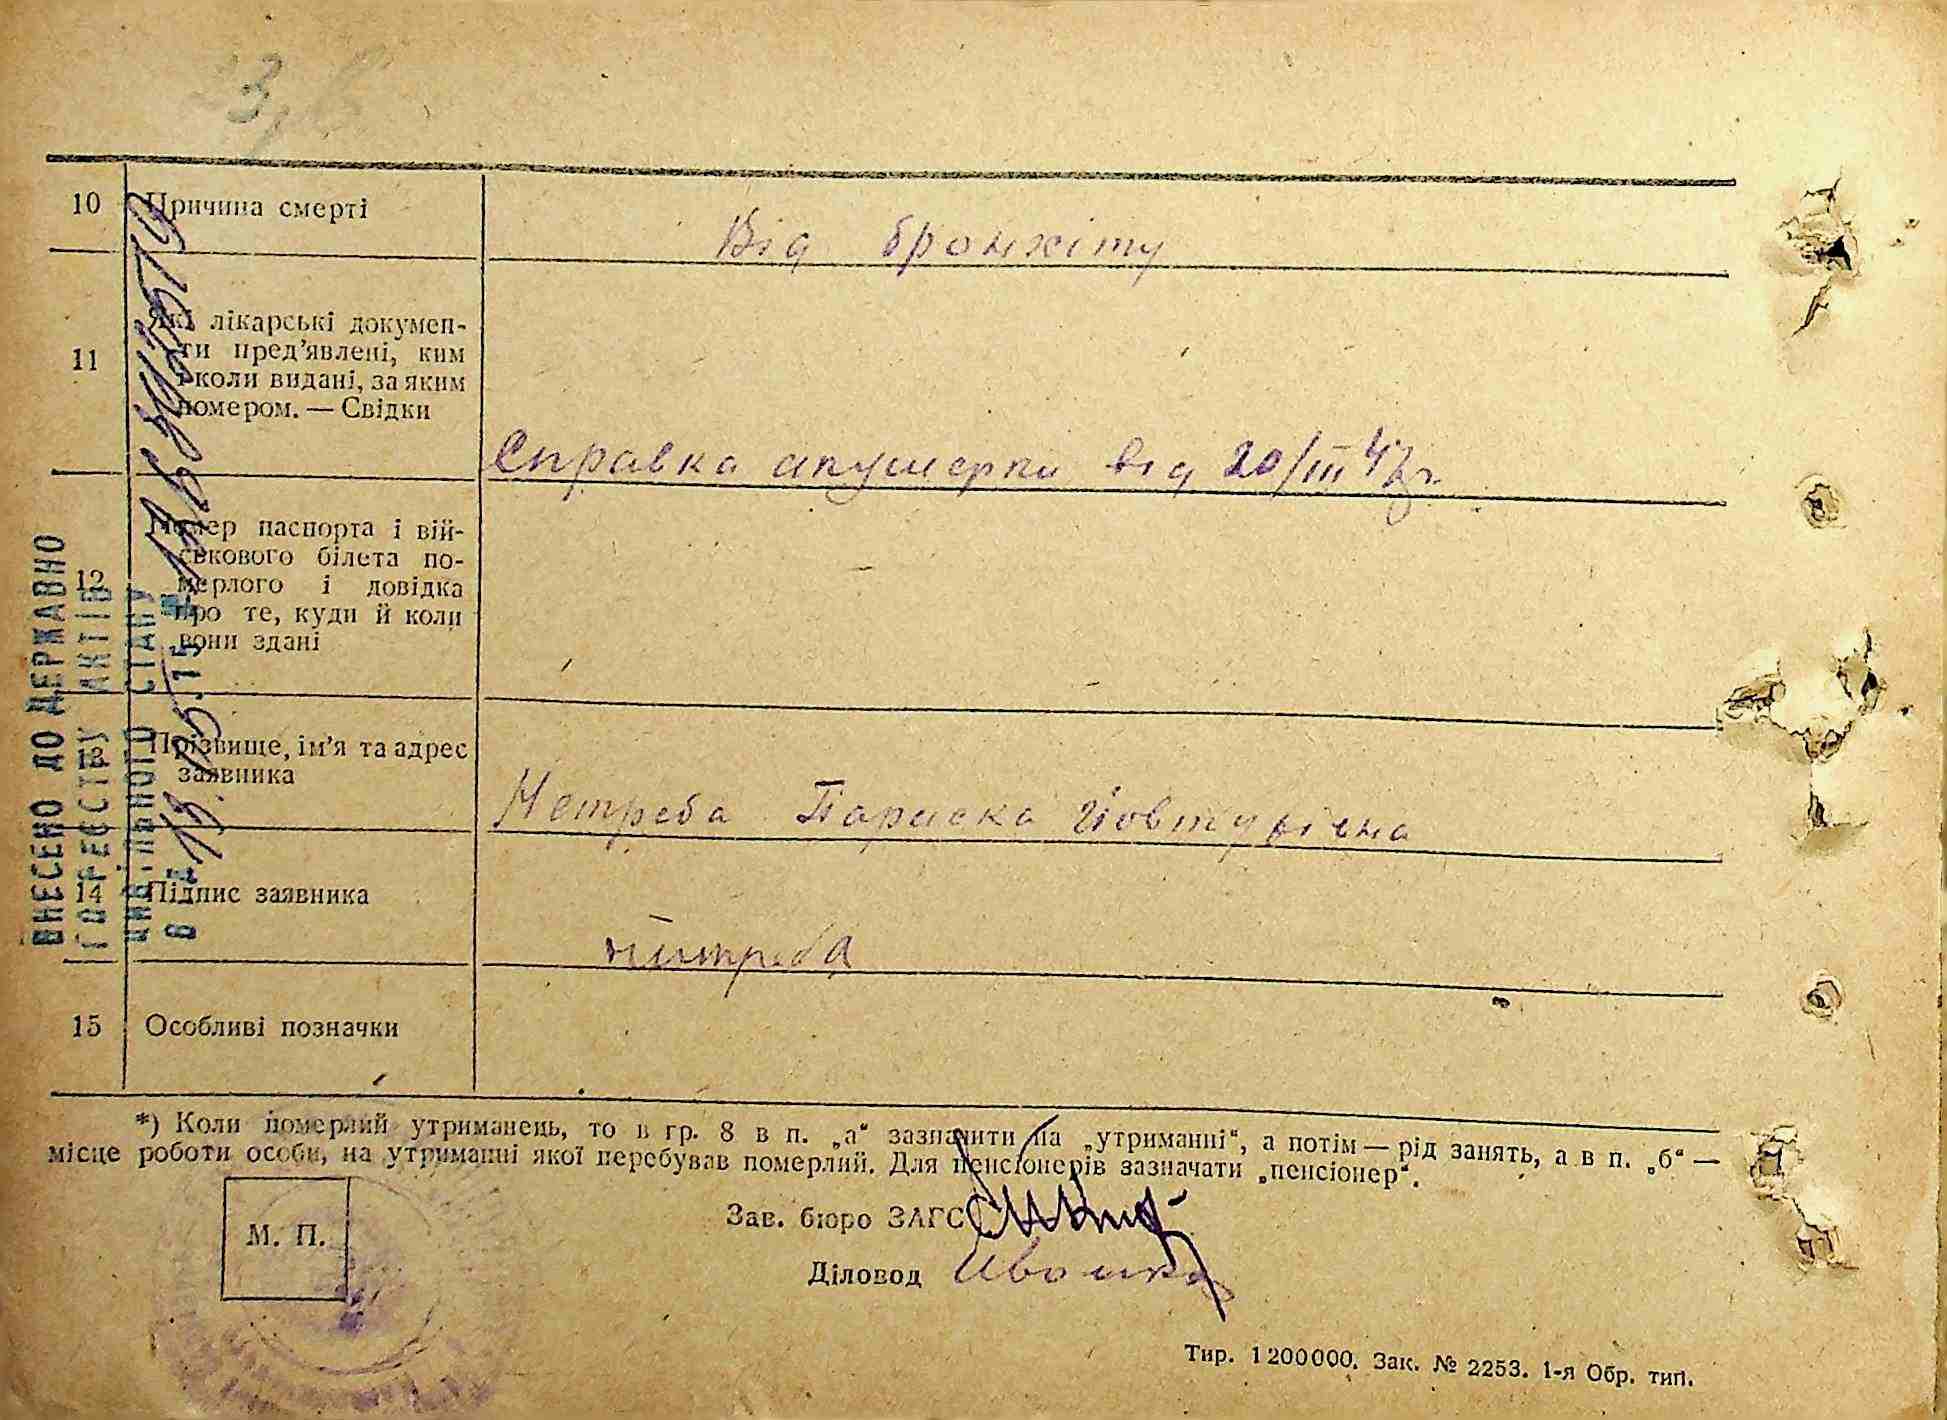 10 Причина смерті Від бронхіту
11 Які лікарські докумен-
ти пред'явлені, ким
і коли видані, за яким
номером. — Свідки
Справка акушерки від 20/III 47г.
12 Номер паспорта і вій-
ськового білета по-
мерлого і довідка
про те, куди й коли
вони здані
13 Прізвище, ім'я та адрес
заявника
Нетреба Параска Йовтухівна
14 Підпис заявника
нитреба
15 Особливі позначки
ВНЕСЕНО ДО ДЕРЖАВНО
ГО РЕЄСТРУ АКТІВ
ЦИВІЛЬНОГО СТАНУ
*) Коли померлий утриманець, то в гр. 8 в п. „а“ зазначити на „утриманні“, а потім — рід занять, а в п. „б“ —
місце роботи особи, на утриманні якої перебував померлий. Для пенсіонерів зазначати „пенсіонер“.
М. П.
Зав. бюро ЗАГС
Діловод
Тир. 1200000. Зак. № 2253. 1-я Обр. тип.